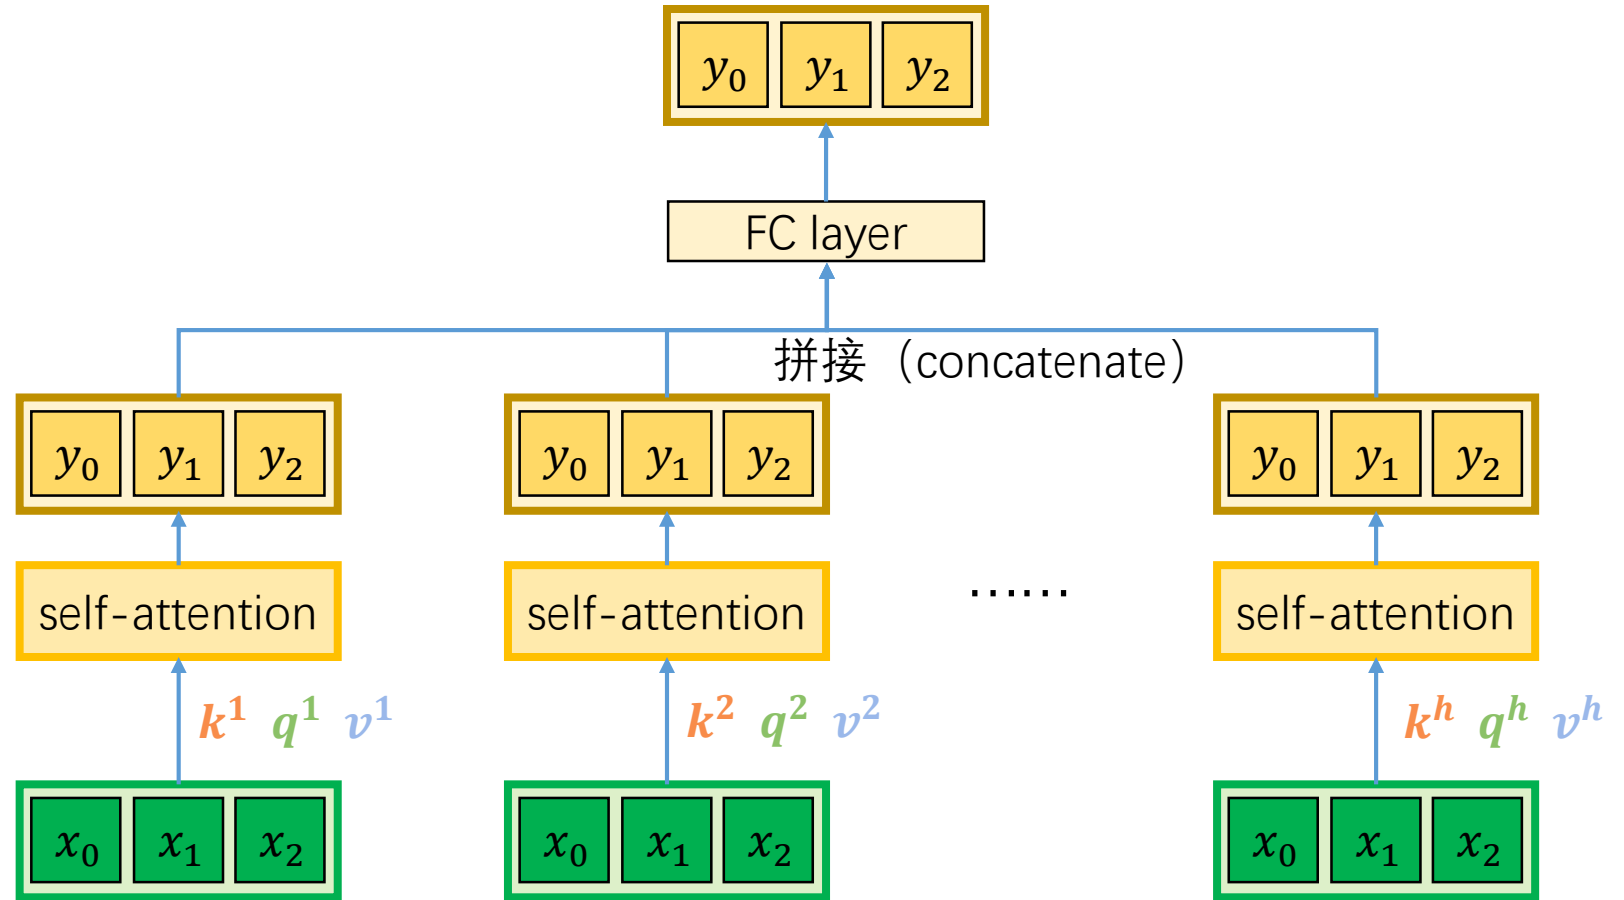 y₀ y₁ y₂
FC layer
拼接（concatenate）
y₀ y₁ y₂ y₀ y₁ y₂ y₀ y₁ y₂
self-attention self-attention …… self-attention
k¹ q¹ v¹ k² q² v² kʰ qʰ vʰ
x₀ x₁ x₂ x₀ x₁ x₂ x₀ x₁ x₂